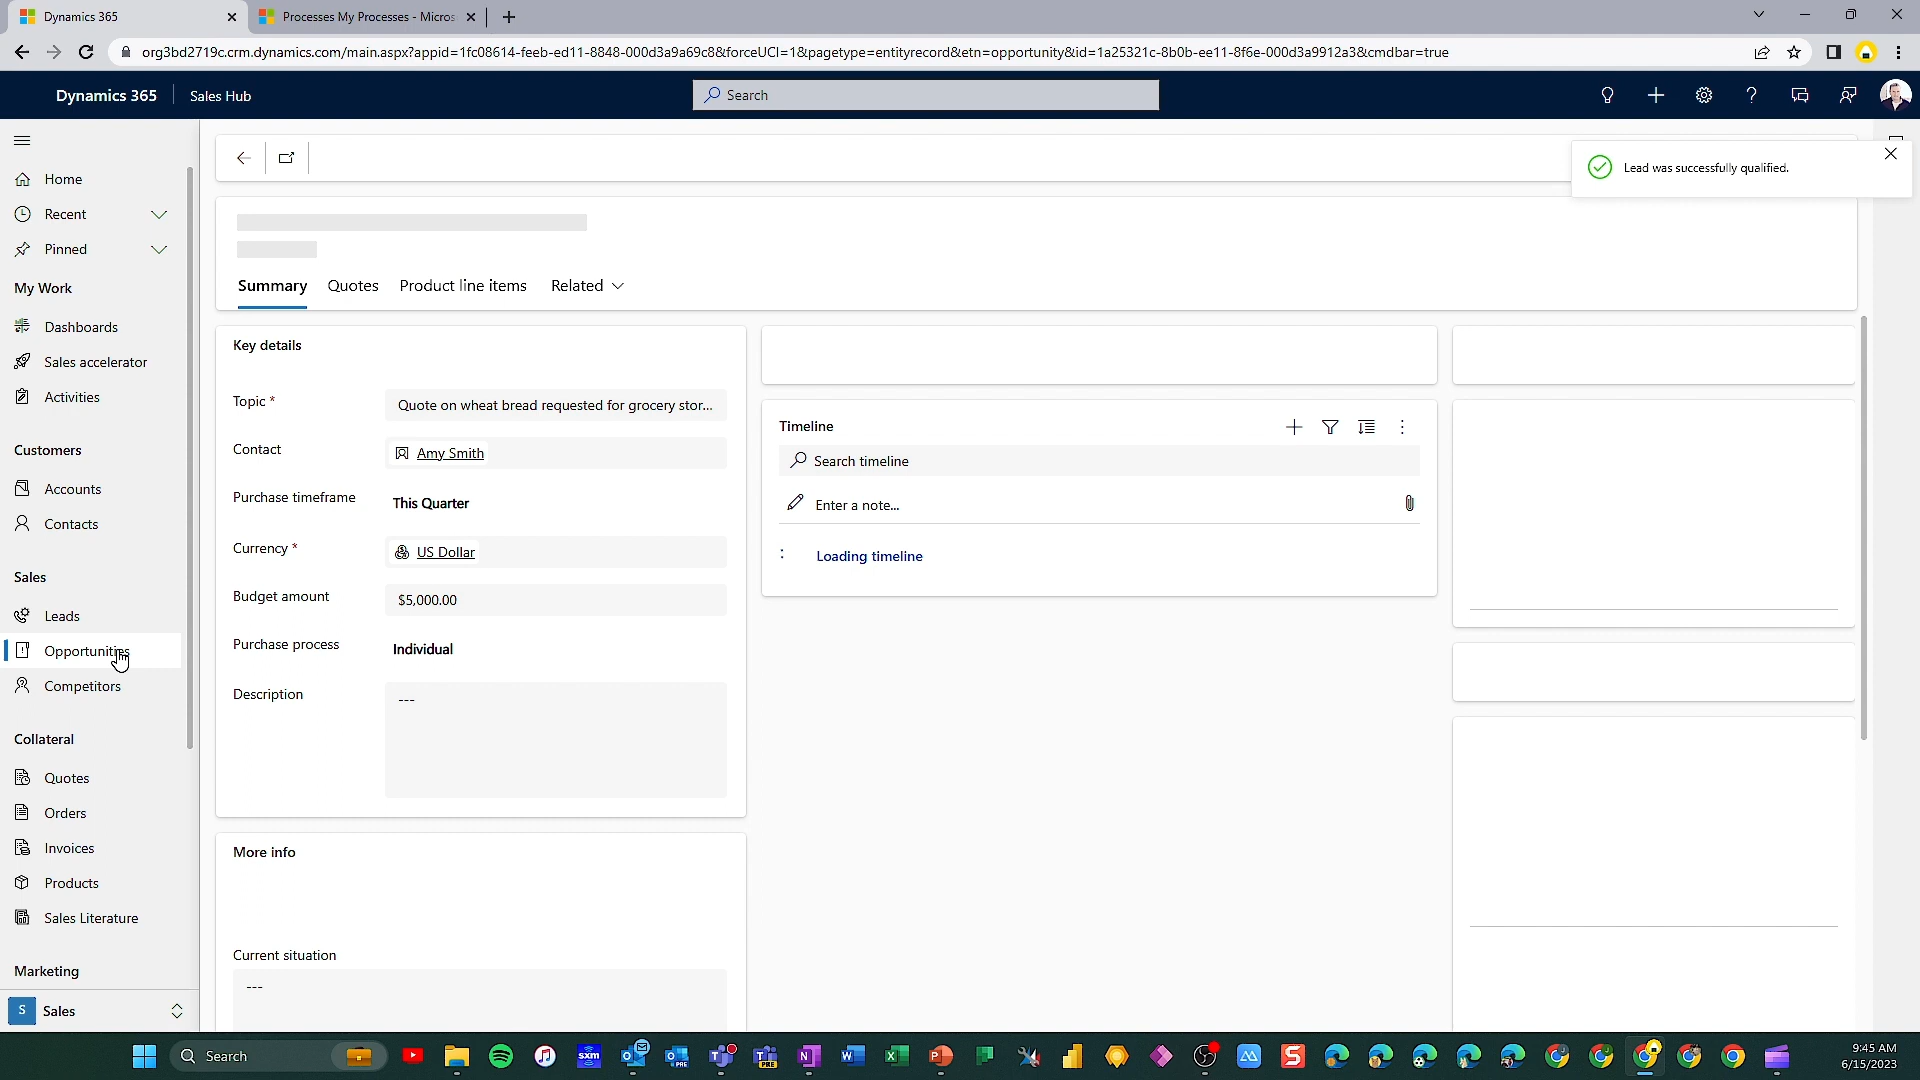 Dynamics 365
Processes My Processes - Micros
org3bd2719c.crm.dynamics.com/main.aspx?appid=1fc08614-feeb-ed11-8848-000d3a9a69c8&forceUCI=1&pagetype=entityrecord&etn=opportunity&id=1a25321c-8b0b-ee11-8f6e-000d3a9912a3&cmdbar=true
Dynamics 365
Sales Hub
Search
Home
Recent
Pinned
My Work
Dashboards
Sales accelerator
Activities
Customers
Accounts
Contacts
Sales
Leads
Opportunities
Competitors
Collateral
Quotes
Orders
Invoices
Products
Sales Literature
Marketing
S Sales
Lead was successfully qualified.
Summary Quotes Product line items Related
Key details
Topic *
Quote on wheat bread requested for grocery stor...
Contact
Amy Smith
Purchase timeframe
This Quarter
Currency *
US Dollar
Budget amount
$5,000.00
Purchase process
Individual
Description
---
More info
Current situation
---
Timeline
Search timeline
Enter a note...
Loading timeline
Search
sxm
PRE
PRE
9:45 AM
6/15/2023